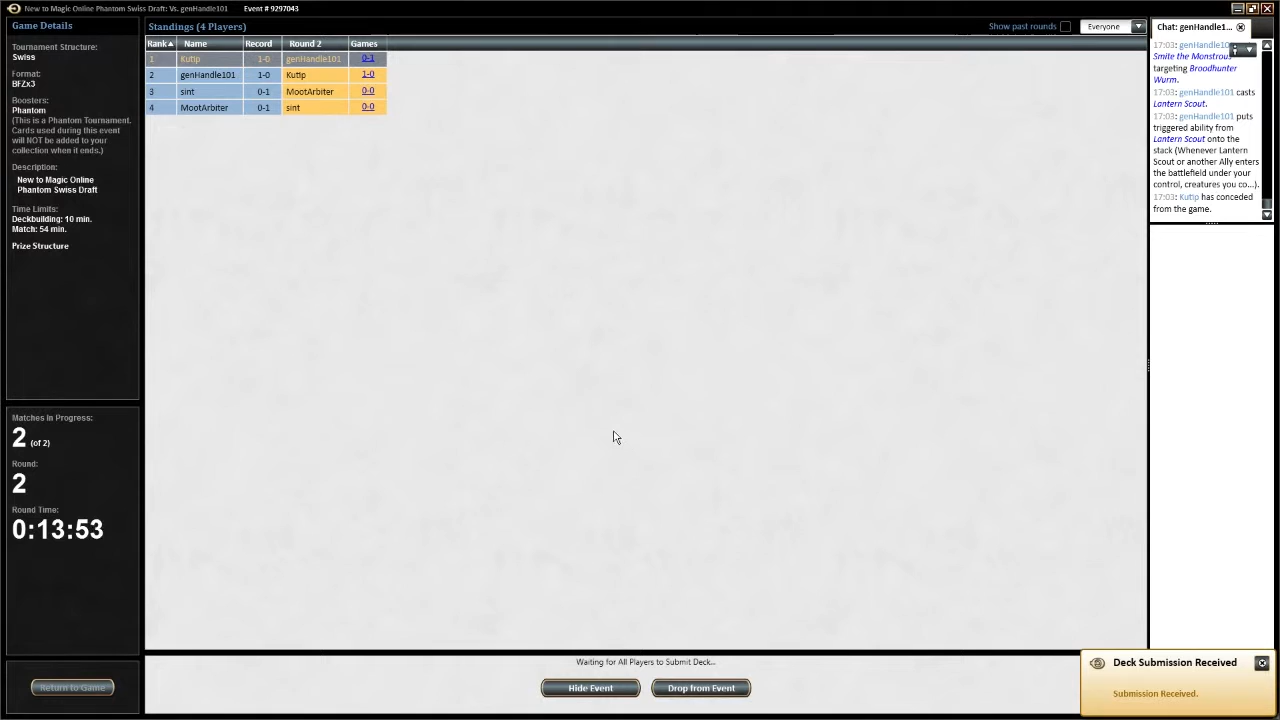 New to Magic Online Phantom Swiss Draft: Vs. genHandle101 Event # 9297043
Game Details
Tournament Structure:
Swiss
Format:
BFZx3
Boosters:
Phantom
(This is a Phantom Tournament.
Cards used during this event
will NOT be added to your
collection when it ends.)
Description:
New to Magic Online
Phantom Swiss Draft
Time Limits:
Deckbuilding: 10 min.
Match: 54 min.
Prize Structure
Matches In Progress:
2 (of 2)
Round:
2
Round Time:
0:13:53
Return to Game
Standings (4 Players)
Show past rounds
Everyone
Rank Name Record Round 2 Games
1 Kutip 1-0 genHandle101 0-1
2 genHandle101 1-0 Kutip 1-0
3 sint 0-1 MootArbiter 0-0
4 MootArbiter 0-1 sint 0-0
Waiting for All Players to Submit Deck...
Hide Event Drop from Event
Chat: genHandle1...
17:03: genHandle10
Smite the Monstrous
targeting Broodhunter
Wurm.
17:03: genHandle101 casts
Lantern Scout.
17:03: genHandle101 puts
triggered ability from
Lantern Scout onto the
stack (Whenever Lantern
Scout or another Ally enters
the battlefield under your
control, creatures you co...).
17:03: Kutip has conceded
from the game.
Deck Submission Received
Submission Received.